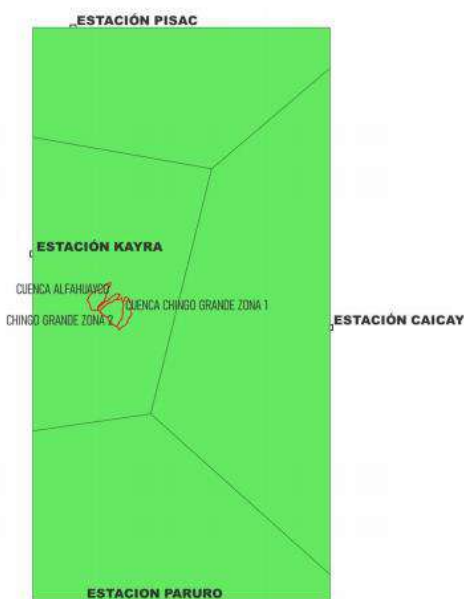 ESTACIÓN PISAC
ESTACIÓN KAYRA
CUENCA ALFAHUAYCO
CUENCA CHINGO GRANDE ZONA 1
CHINGO GRANDE ZONA 2
ESTACIÓN CAICAY
ESTACION PARURO